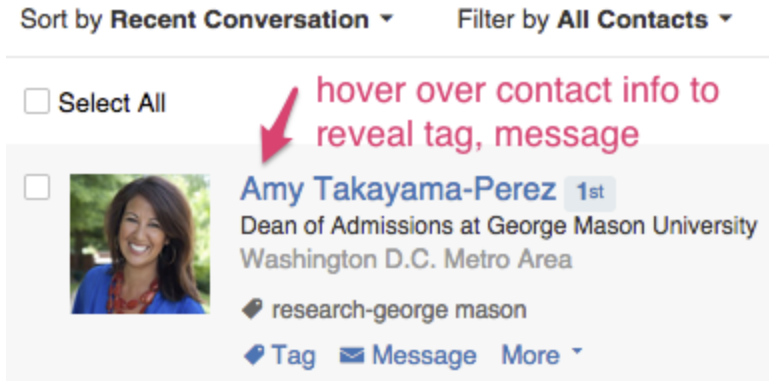 Sort by Recent Conversation Filter by All Contacts
Select All
hover over contact info to
reveal tag, message
Amy Takayama-Perez 1st
Dean of Admissions at George Mason University
Washington D.C. Metro Area
research-george mason
Tag Message More